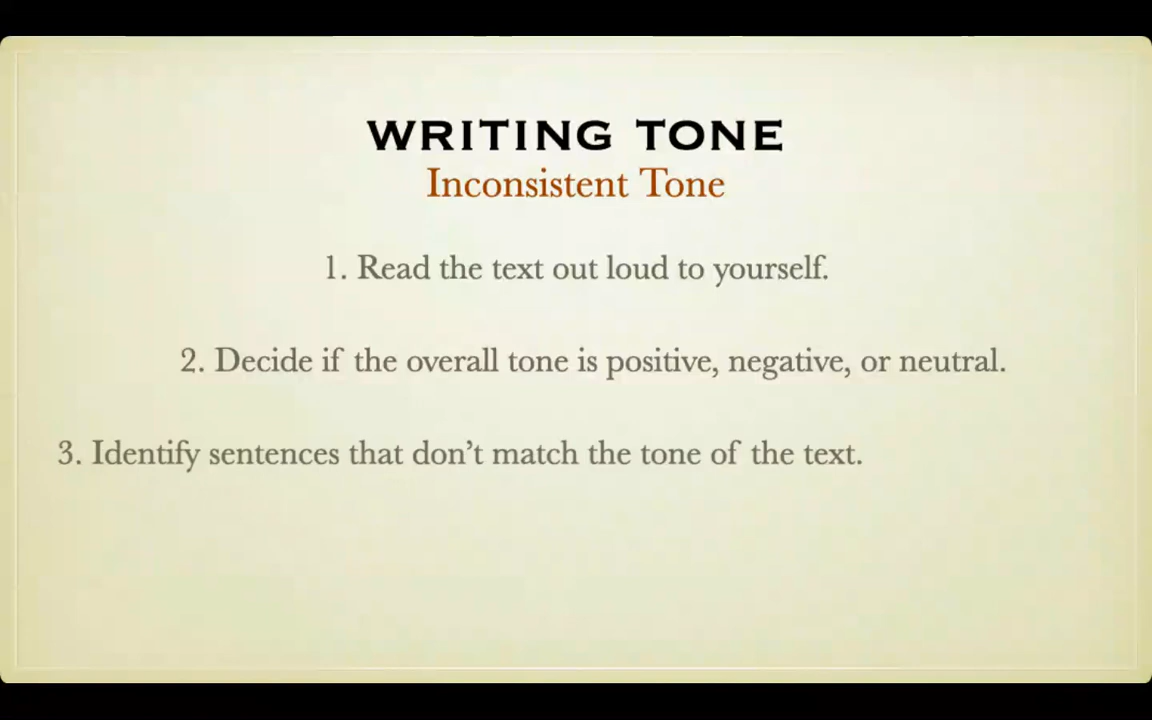 WRITING TONE
Inconsistent Tone
1. Read the text out loud to yourself.
2. Decide if the overall tone is positive, negative, or neutral.
3. Identify sentences that don’t match the tone of the text.